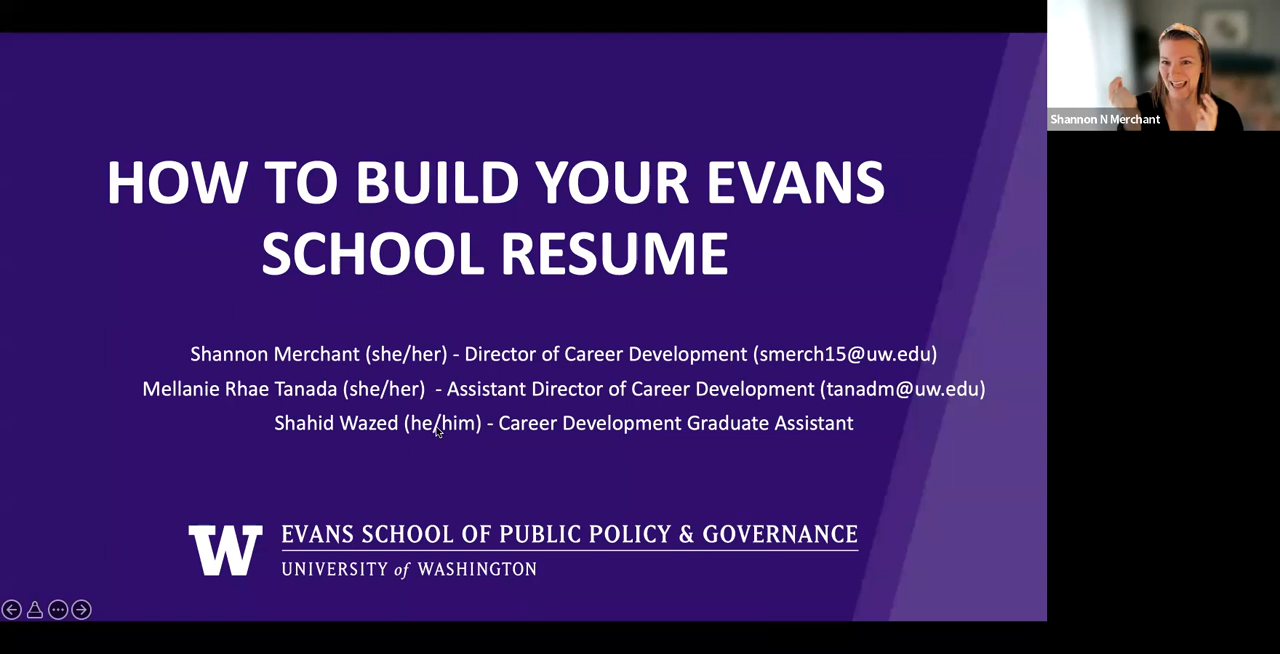 HOW TO BUILD YOUR EVANS
SCHOOL RESUME
Shannon Merchant (she/her) - Director of Career Development (smerch15@uw.edu)
Mellanie Rhae Tanada (she/her)  - Assistant Director of Career Development (tanadm@uw.edu)
Shahid Wazed (he/him) - Career Development Graduate Assistant
W
EVANS SCHOOL OF PUBLIC POLICY & GOVERNANCE
UNIVERSITY of WASHINGTON
Shannon N Merchant